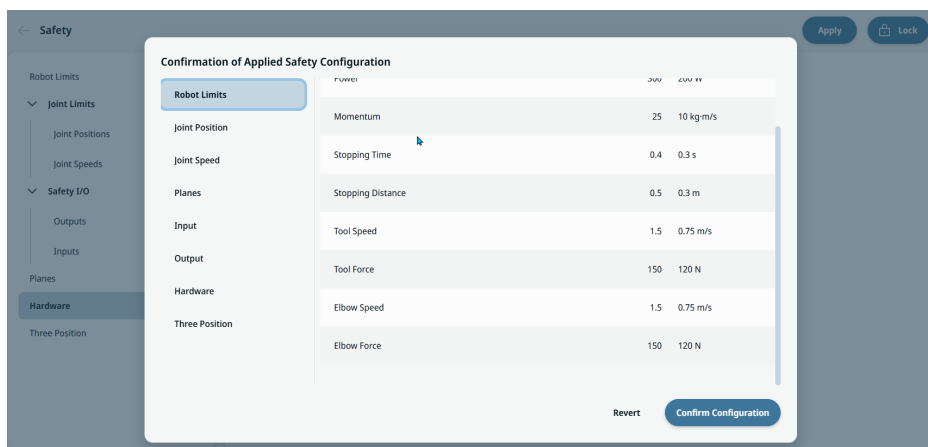 Safety
Apply
Lock
Robot Limits
Joint Limits
Joint Positions
Joint Speeds
Safety I/O
Outputs
Inputs
Planes
Hardware
Three Position
Confirmation of Applied Safety Configuration
Robot Limits
Joint Position
Joint Speed
Planes
Input
Output
Hardware
Three Position
Power 300 200 W
Momentum 25 10 kg·m/s
Stopping Time 0.4 0.3 s
Stopping Distance 0.5 0.3 m
Tool Speed 1.5 0.75 m/s
Tool Force 150 120 N
Elbow Speed 1.5 0.75 m/s
Elbow Force 150 120 N
Revert
Confirm Configuration